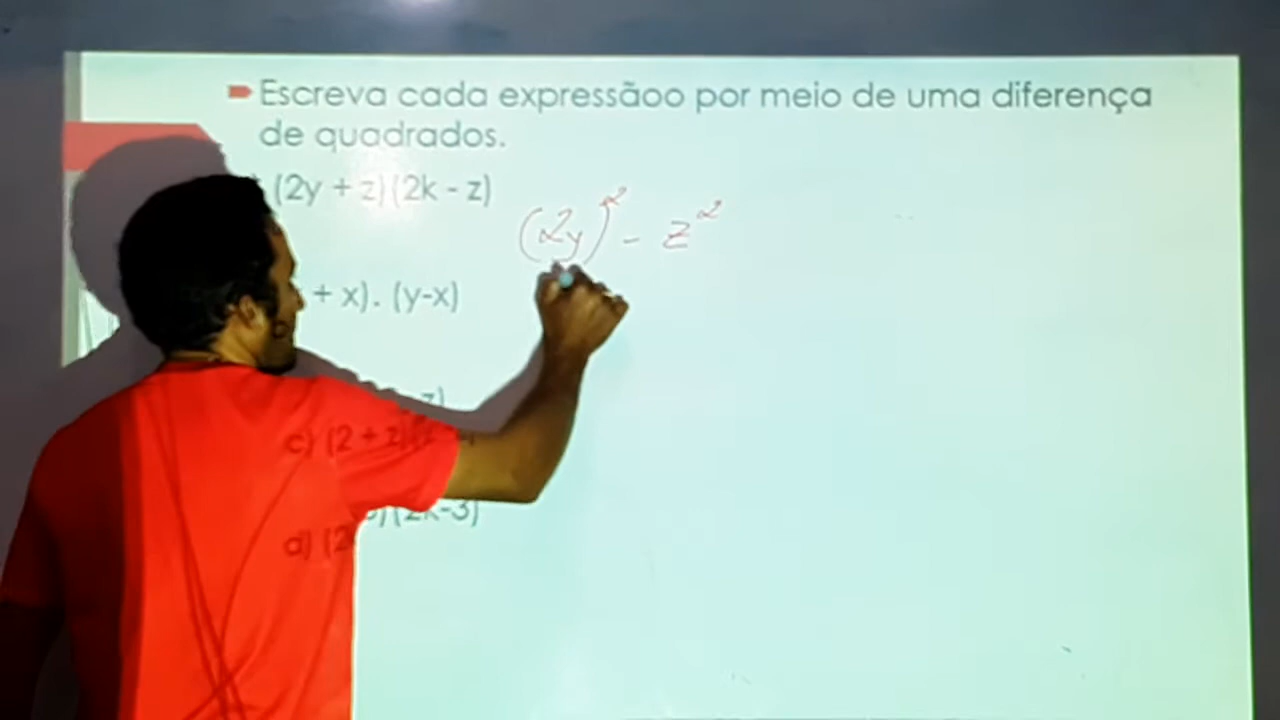 Escreva cada expressãoo por meio de uma diferença
de quadrados.
(2y + z)(2k - z)
(2y)² - z²
+ x). (y-x)
c) (2 + z) z)
d) (2 )(2k-3)